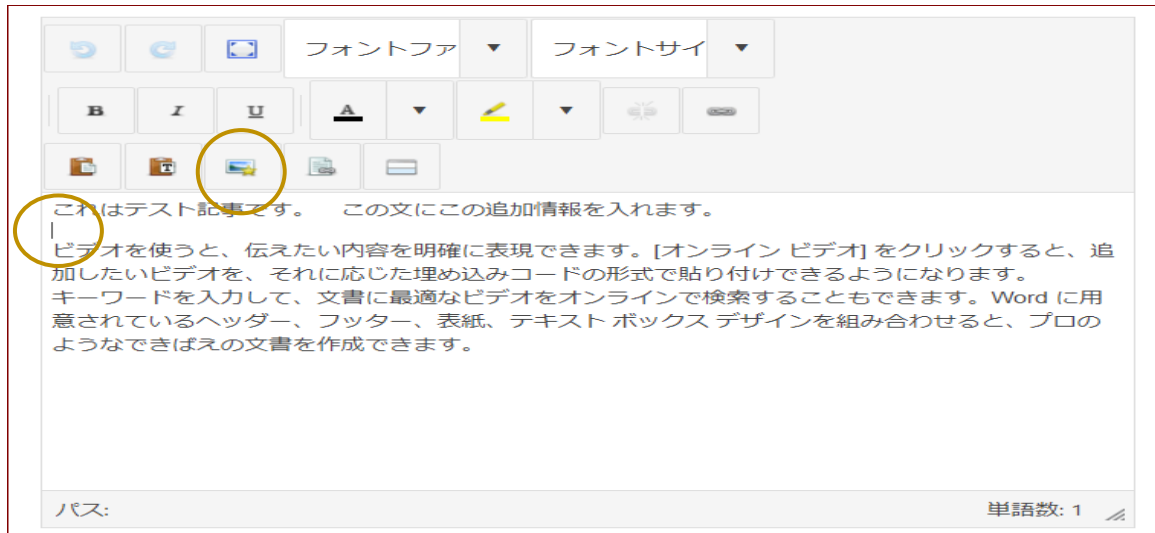 フォントファ フォントサイ
B I U A
T
これはテスト記事です。　この文にこの追加情報を入れます。
ビデオを使うと、伝えたい内容を明確に表現できます。[オンライン ビデオ] をクリックすると、追
加したいビデオを、それに応じた埋め込みコードの形式で貼り付けできるようになります。
キーワードを入力して、文書に最適なビデオをオンラインで検索することもできます。Word に用
意されているヘッダー、フッター、表紙、テキスト ボックス デザインを組み合わせると、プロの
ようなできばえの文書を作成できます。
パス: 単語数: 1